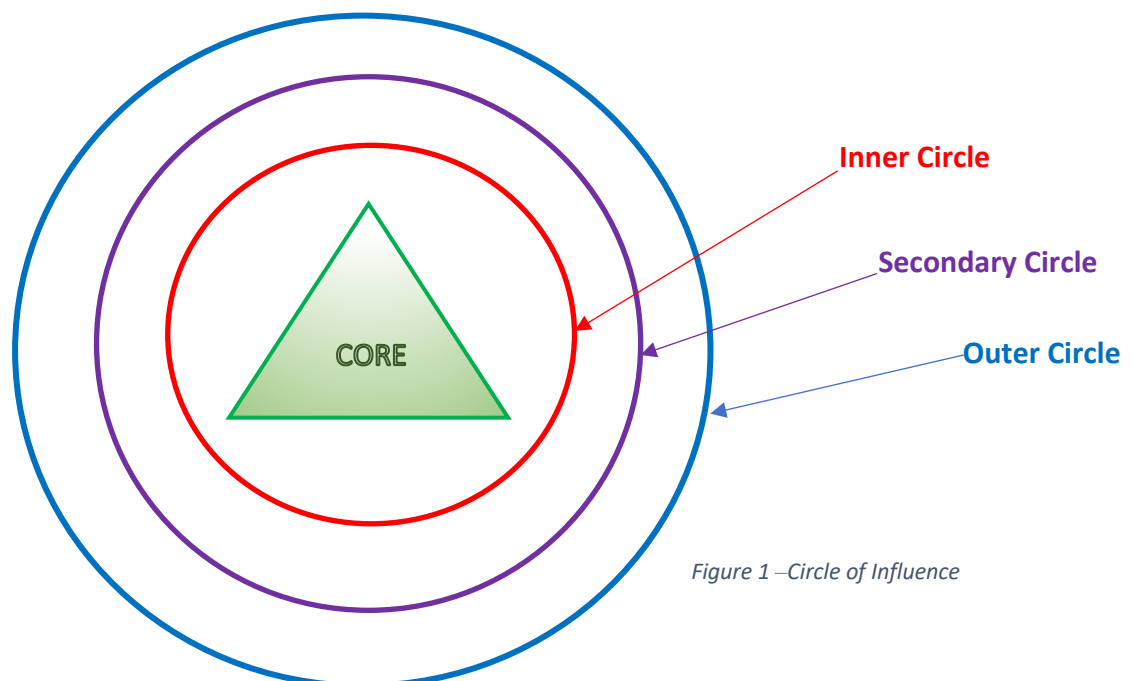 Inner Circle
Secondary Circle
CORE
Outer Circle
Figure 1 –Circle of Influence